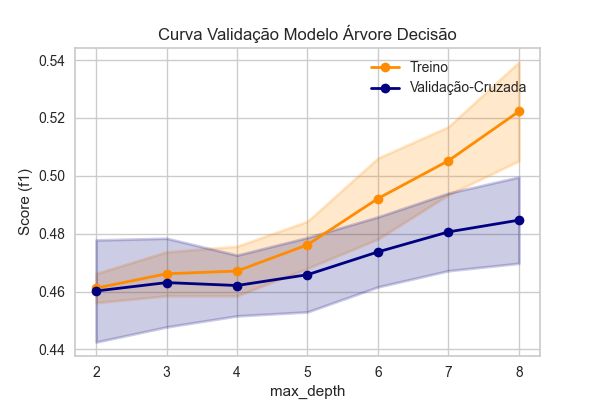 Curva Validação Modelo Árvore Decisão
Treino
Validação-Cruzada
0.54
0.52
0.50
0.48
0.46
0.44
Score (f1)
2 3 4 5 6 7 8
max_depth